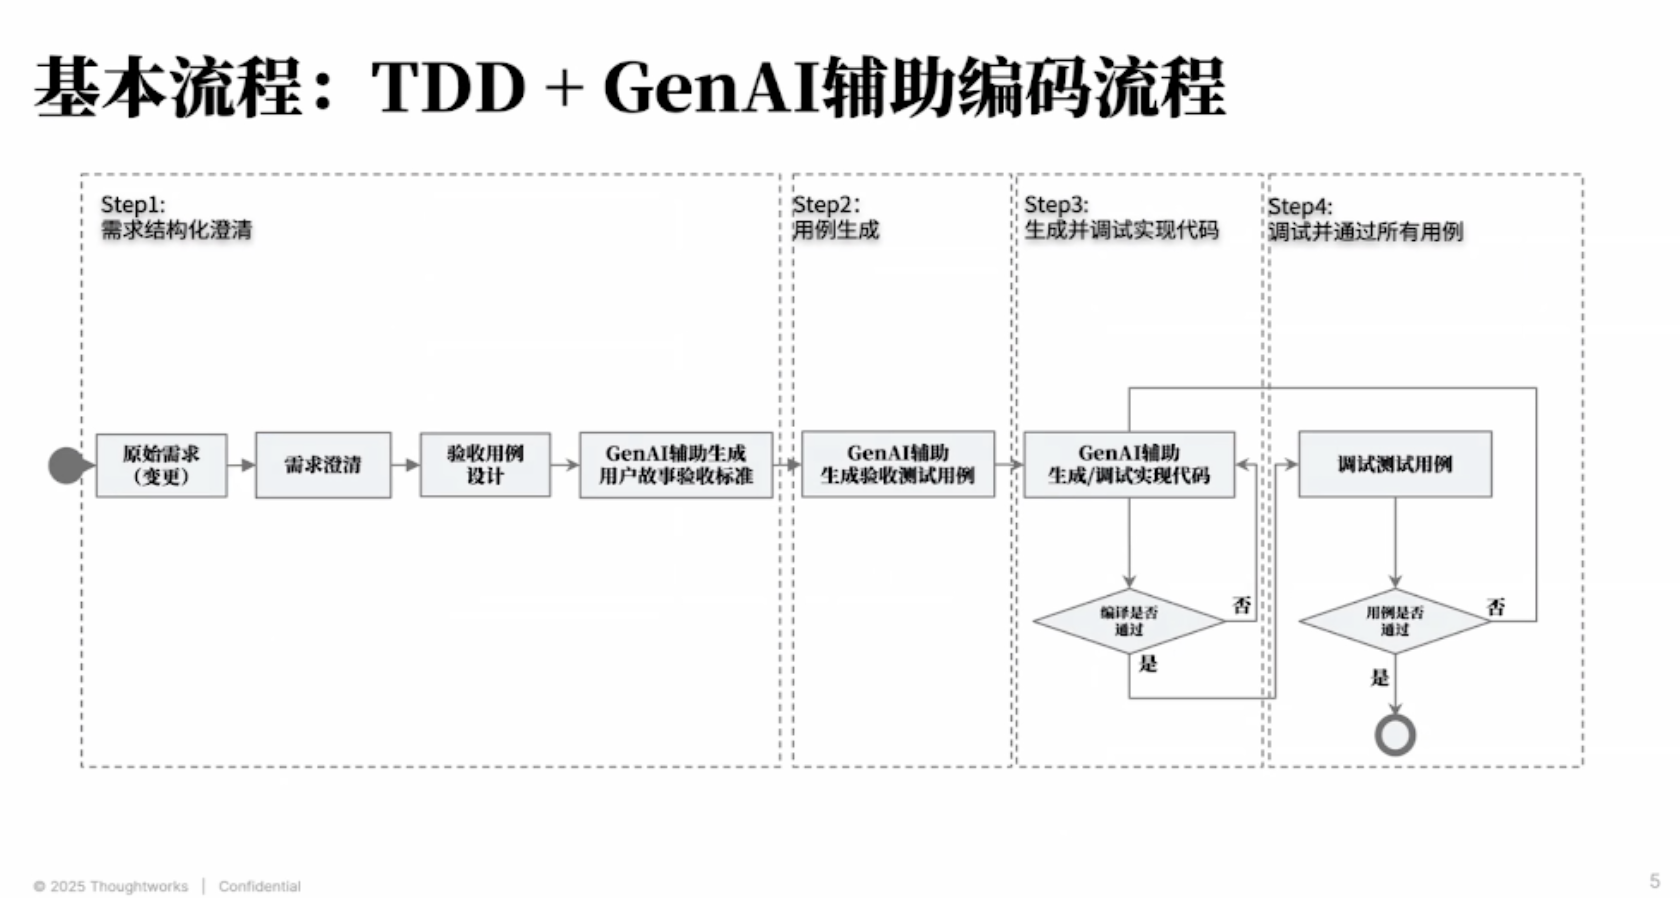 基本流程：TDD + GenAI辅助编码流程
Step1:
需求结构化澄清
Step2:
用例生成
Step3:
生成并调试实现代码
Step4:
调试并通过所有用例
原始需求
（变更）
需求澄清
验收用例
设计
GenAI辅助生成
用户故事验收标准
GenAI辅助
生成验收测试用例
GenAI辅助
生成/调试实现代码
调试测试用例
编译是否
通过
否
是
用例是否
通过
否
是
© 2025 Thoughtworks | Confidential
5